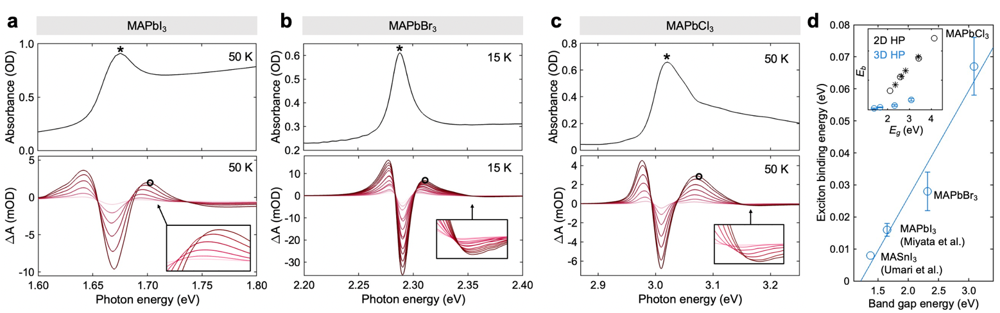 a
MAPbI3
1.0
0.5
0.0
Absorbance (OD)
*
50 K
5
0
-5
-10
ΔA (mOD)
50 K
1.60
1.65
1.70
1.75
1.80
Photon energy (eV)
b
MAPbBr3
0.6
0.5
0.4
0.3
0.2
Absorbance (OD)
*
15 K
10
0
-10
-20
-30
ΔA (mOD)
15 K
2.20
2.25
2.30
2.35
2.40
Photon energy (eV)
c
MAPbCl3
0.8
0.6
0.4
0.2
0
Absorbance (OD)
*
50 K
4
2
0
-2
-4
-6
ΔA (mOD)
50 K
2.9
3.0
3.1
3.2
Photon energy (eV)
d
0.08
0.07
0.06
0.05
0.04
0.03
0.02
0.01
0
Exciton binding energy (eV)
MAPbCl3
2D HP
3D HP
Eb
2
3
4
Eg (eV)
MAPbBr3
MAPbI3
(Miyata et al.)
MASnI3
(Umari et al.)
1.5
2.0
2.5
3.0
Band gap energy (eV)